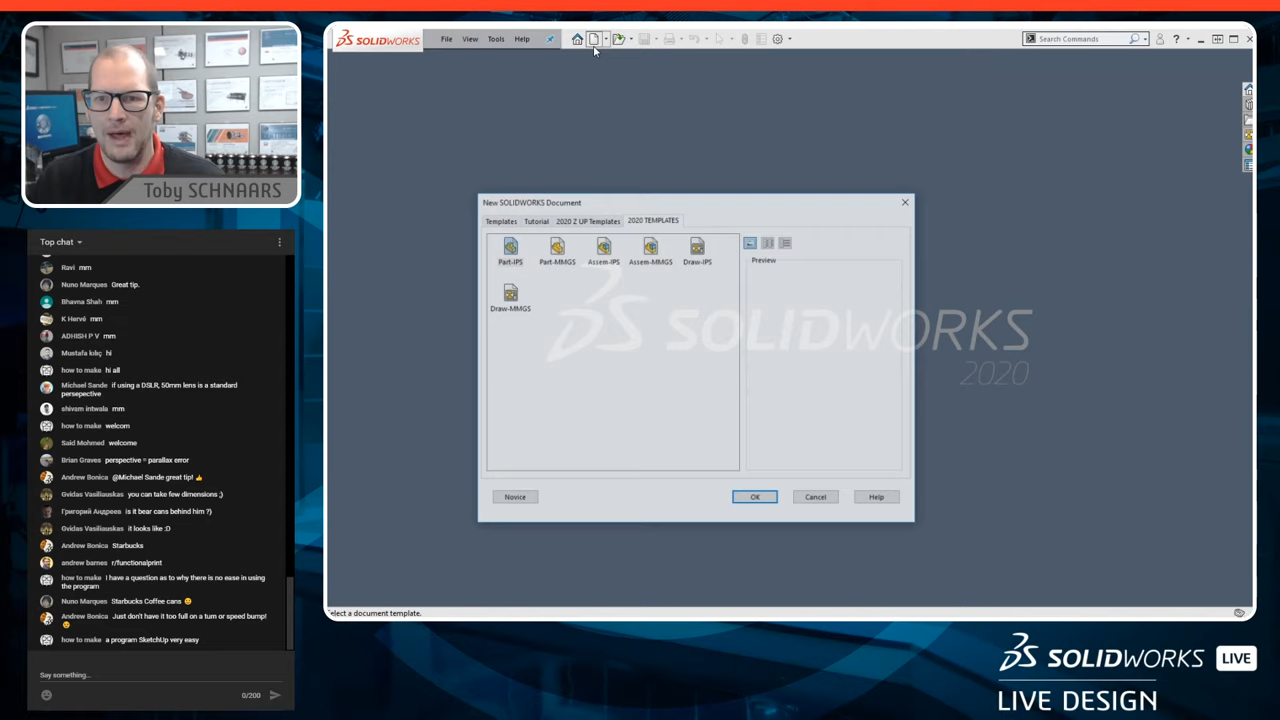 Toby SCHNAARS
Top chat
Ravi mm
Nuno Marques Great tip.
Bhavna Shah mm
K Hervé mm
ADHISH P V mm
Mustafa kılıç hi
how to make hi all
Michael Sande if using a DSLR, 50mm lens is a standard
persepective
shivam intwala mm
how to make welcom
Said Mohmed welcome
Brian Graves perspective = parallax error
Andrew Bonica @Michael Sande great tip! 👍
Gvidas Vasiliauskas you can take few dimensions ;)
Григорий Андреев is it bear cans behind him ?)
Gvidas Vasiliauskas it looks like :D
Andrew Bonica Starbucks
andrew barnes r/functionalprint
how to make I have a question as to why there is no ease in using
the program
Nuno Marques Starbucks Coffee cans 🙂
Andrew Bonica Just don't have it too full on a turn or speed bump!
🙂
how to make a program SketchUp very easy
Say something...
0/200
SOLIDWORKS
File View Tools Help
Search Commands
New SOLIDWORKS Document
Templates Tutorial 2020 Z UP Templates 2020 TEMPLATES
Part-IPS Part-MMGS Assem-IPS Assem-MMGS Draw-IPS
Draw-MMGS
Preview
SOLIDWORKS
2020
Novice OK Cancel Help
Select a document template.
SOLIDWORKS LIVE
LIVE DESIGN